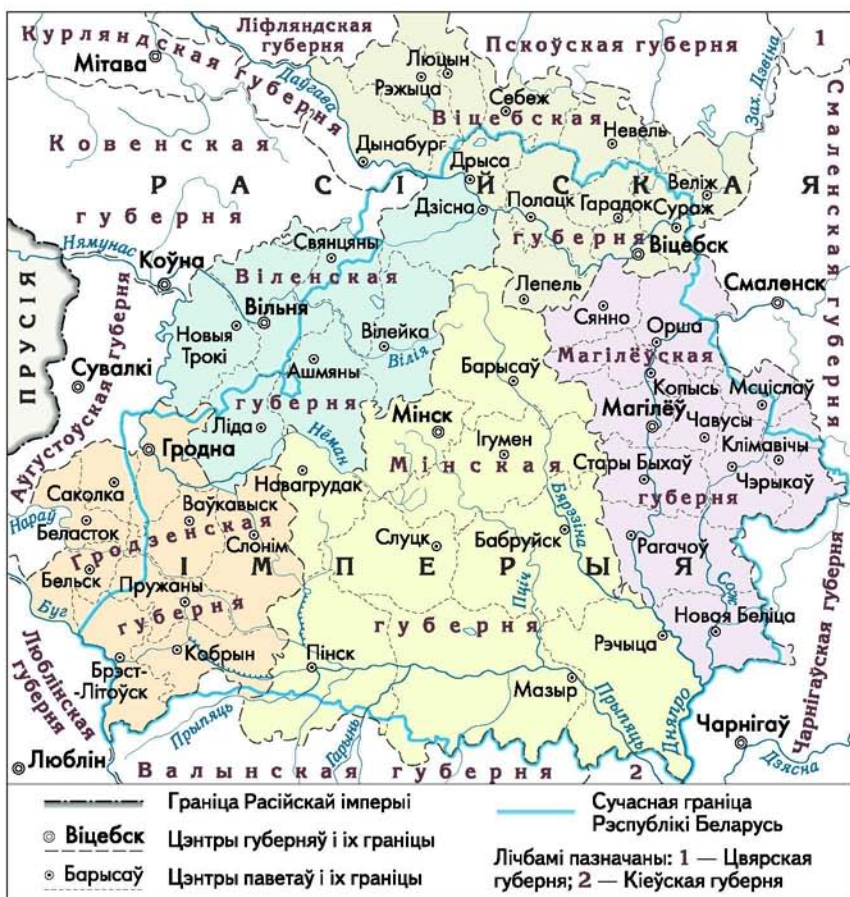 Курляндская губерня
Ліфляндская
губерня
Пскоўская губерня
1
Мітава
Люцын
Рэжыца
Даўгава
Зах. Дзвіна
Себеж
Віцебская
Невель
Смаленская губерня
Ковенская
Дынабург
Дрыса
РАСІЙСКАЯ
Веліж
Дзісна
Полацк
Гарадок
Сураж
губерня
губерня
Свянцяны
Віцебск
Нямунас
Коўна
Віленская
Лепель
Смаленск
ПРУСІЯ
Вільня
Сянно
Новыя
Трокі
Вілейка
Вілія
Орша
Аўгустоўская губерня
Ашмяны
Барысаў
Магілёўская
Сувалкі
Копысь
Мсціслаў
губерня
Мінск
Магілёў
Чавусы
Ліда
Нёман
Гродна
Ігумен
Клімавічы
Мінская
Стары Быхаў
Чэрыкаў
Навагрудак
губерня
Саколка
Нараў
Ваўкавыск
Бярэзіна
Беласток
Гродзенская
Слонім
Слуцк
Бабруйск
Рагачоў
Бельск
ІМПЕРЫЯ
Пружаны
Пціч
Сож
Буг
губерня
губерня
Новая Беліца
Чарнігаўская губерня
Люблінская
губерня
Рэчыца
Кобрын
Пінск
Брэст-
-Літоўск
Мазыр
Прыпяць
Дняпро
Прыпяць
Гарынь
Чарнігаў
Люблін
Валынская губерня
2
Дзясна
Граніца Расійскай імперыі
Віцебск
Цэнтры губерняў і іх граніцы
Барысаў
Цэнтры паветаў і іх граніцы
Сучасная граніца
Рэспублікі Беларусь
Лічбамі пазначаны: 1 — Цвярская
губерня; 2 — Кіеўская губерня